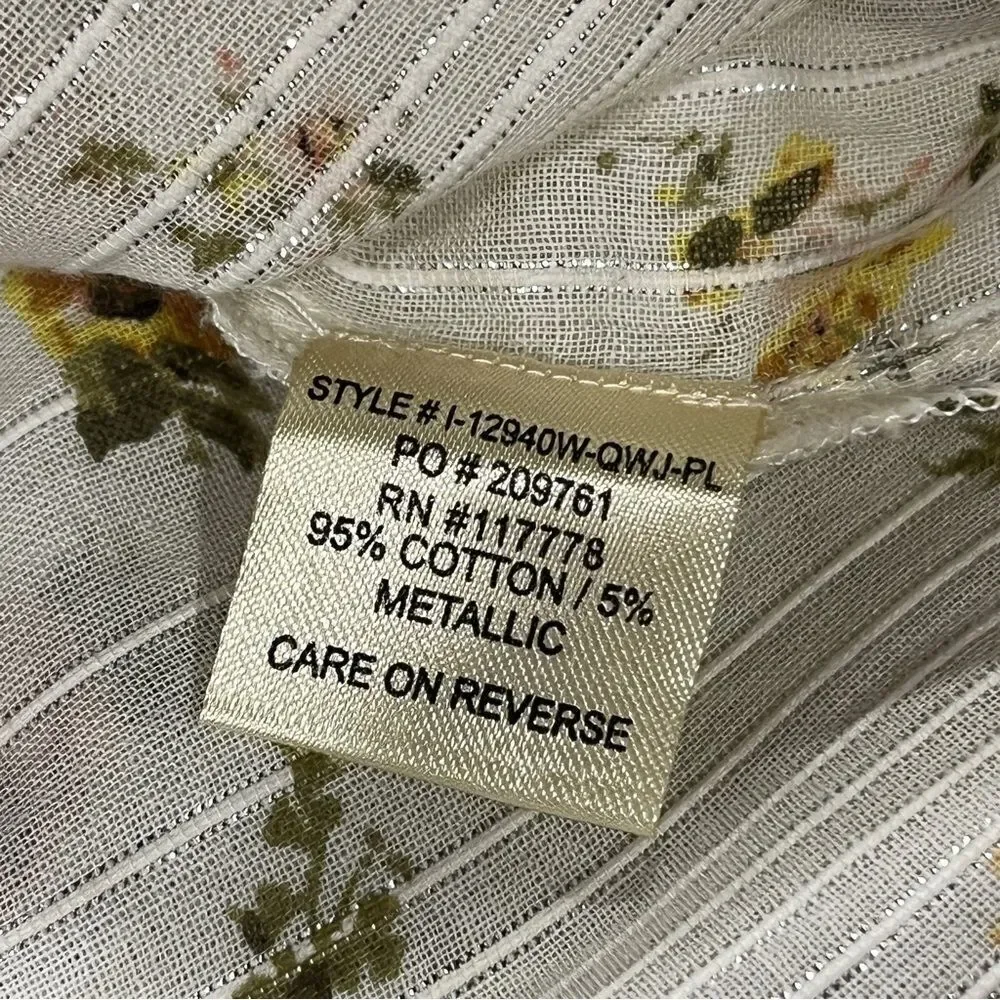 STYLE # I-12940W-QWJ-PL
PO # 209761
RN #117778
95% COTTON / 5%
METALLIC
CARE ON REVERSE